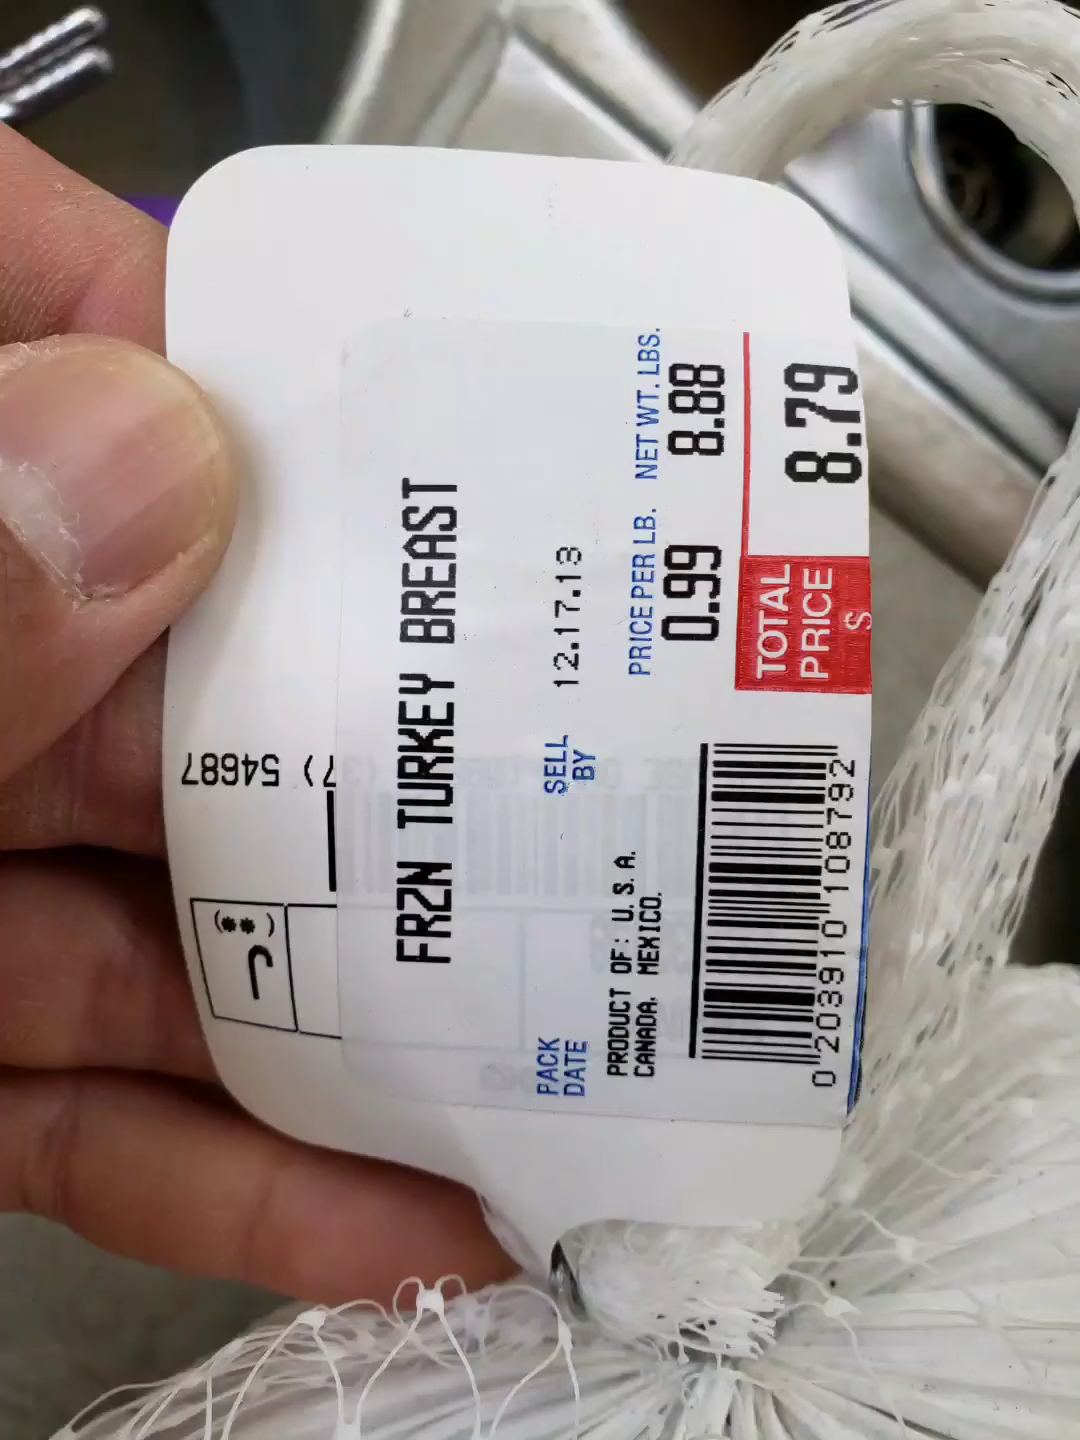 FRZN TURKEY BREAST
SELL BY 12.17.13
PACK DATE
PRODUCT OF: U.S.A.
CANADA. MEXICO.
PRICE PER LB. NET WT. LBS.
0.99 8.88
TOTAL PRICE $ 8.79
0 203910 108792
7) 54687
(**)